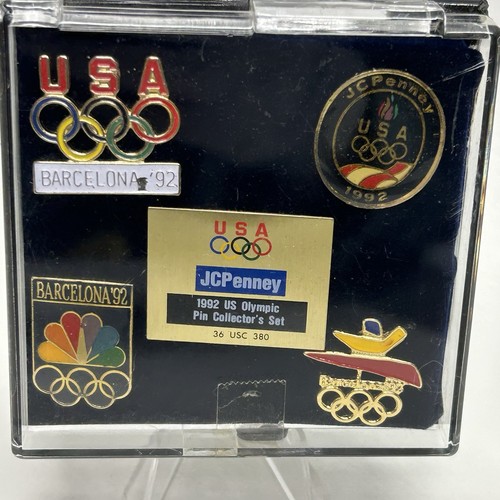 USA
BARCELONA '92
JCPenney
USA
1992
USA
JCPenney
1992 US Olympic
Pin Collector's Set
36 USC 380
BARCELONA'92